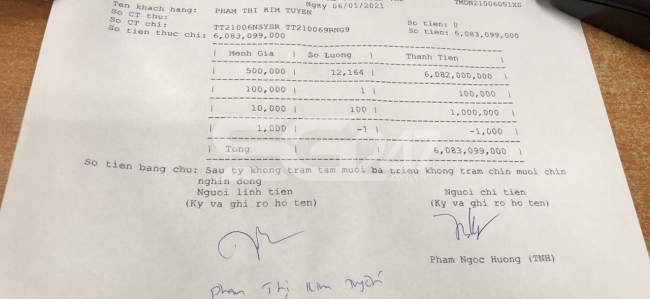 Ten khach hang: PHAM THI KIM TUYEN Ngay 06/01/2021 TMDN21006051XS
So CT thu: So tien: 0
So CT chi: TT21006NSYSR TT210069RMG9 So tien: 6,083,099,000
So tien thuc chi: 6,083,099,000
| Menh Gia | So Luong | Thanh Tien |
| 500,000 | 12,164 | 6,082,000,000 |
| 100,000 | 1 | 100,000 |
| 10,000 | 100 | 1,000,000 |
| 1,000 | -1 | -1,000 |
| Tong | 6,083,099,000 |
So tien bang chu: Sau ty khong tram tam muoi ba trieu khong tram chin muoi chin
nghin dong
Nguoi linh tien Nguoi chi tien
(Ky va ghi ro ho ten) (Ky va ghi ro ho ten)
Pham Ngoc Huong (TNH)
Phạm Thị Kim